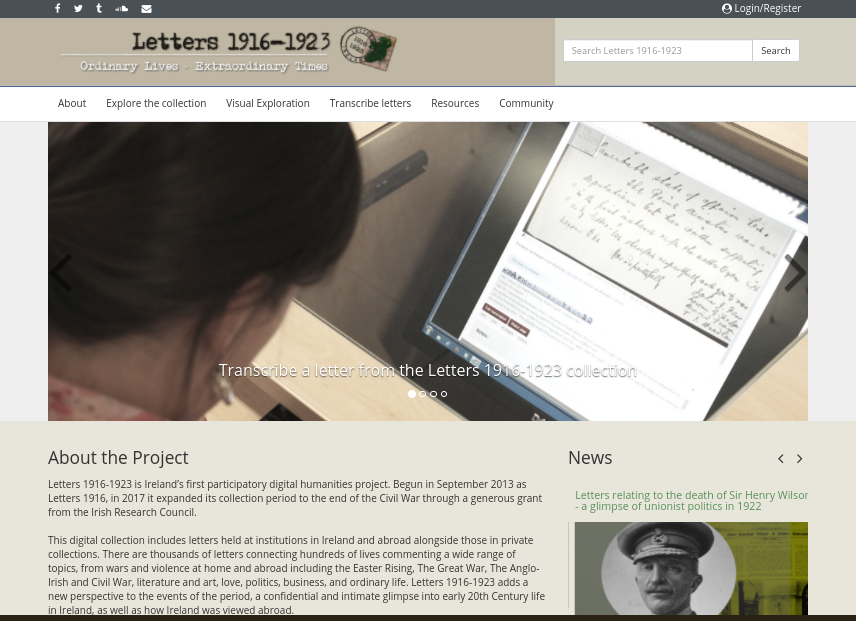 Login/Register
Letters 1916-1923
Ordinary Lives - Extraordinary Times
Search Letters 1916-1923
Search
About
Explore the collection
Visual Exploration
Transcribe letters
Resources
Community
Transcribe a letter from the Letters 1916-1923 collection
About the Project
Letters 1916-1923 is Ireland's first participatory digital humanities project. Begun in September 2013 as
Letters 1916, in 2017 it expanded its collection period to the end of the Civil War through a generous grant
from the Irish Research Council.
This digital collection includes letters held at institutions in Ireland and abroad alongside those in private
collections. There are thousands of letters connecting hundreds of lives commenting a wide range of
topics, from wars and violence at home and abroad including the Easter Rising, The Great War, The Anglo-
Irish and Civil War, literature and art, love, politics, business, and ordinary life. Letters 1916-1923 adds a
new perspective to the events of the period, a confidential and intimate glimpse into early 20th Century life
in Ireland, as well as how Ireland was viewed abroad.
News
Letters relating to the death of Sir Henry Wilson
- a glimpse of unionist politics in 1922